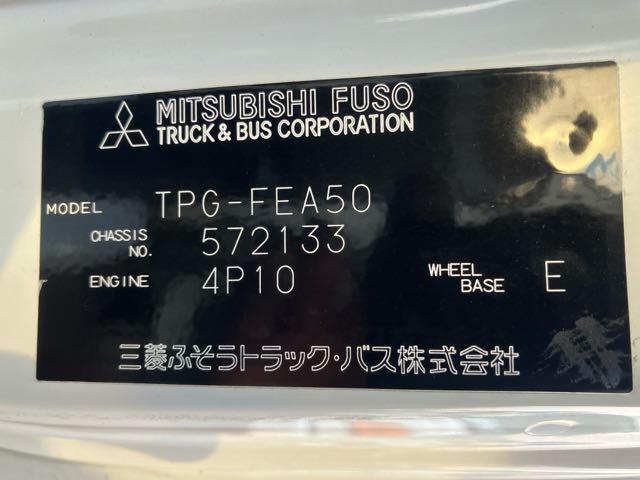 MITSUBISHI FUSO
TRUCK & BUS CORPORATION
MODEL TPG-FEA50
CHASSIS NO. 572133
ENGINE 4P10 WHEEL BASE E
三菱ふそうトラック・バス株式会社